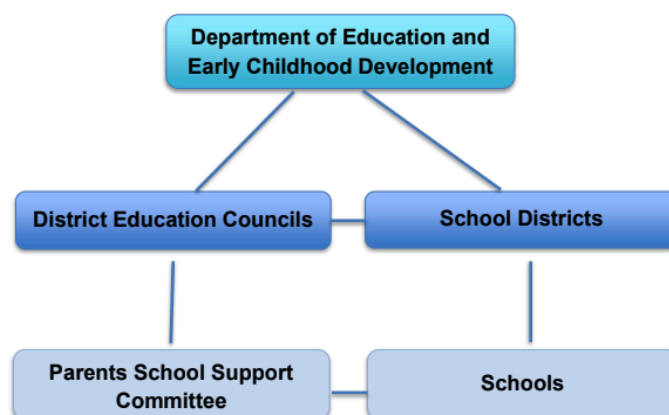 Department of Education and
Early Childhood Development
District Education Councils
School Districts
Parents School Support
Committee
Schools